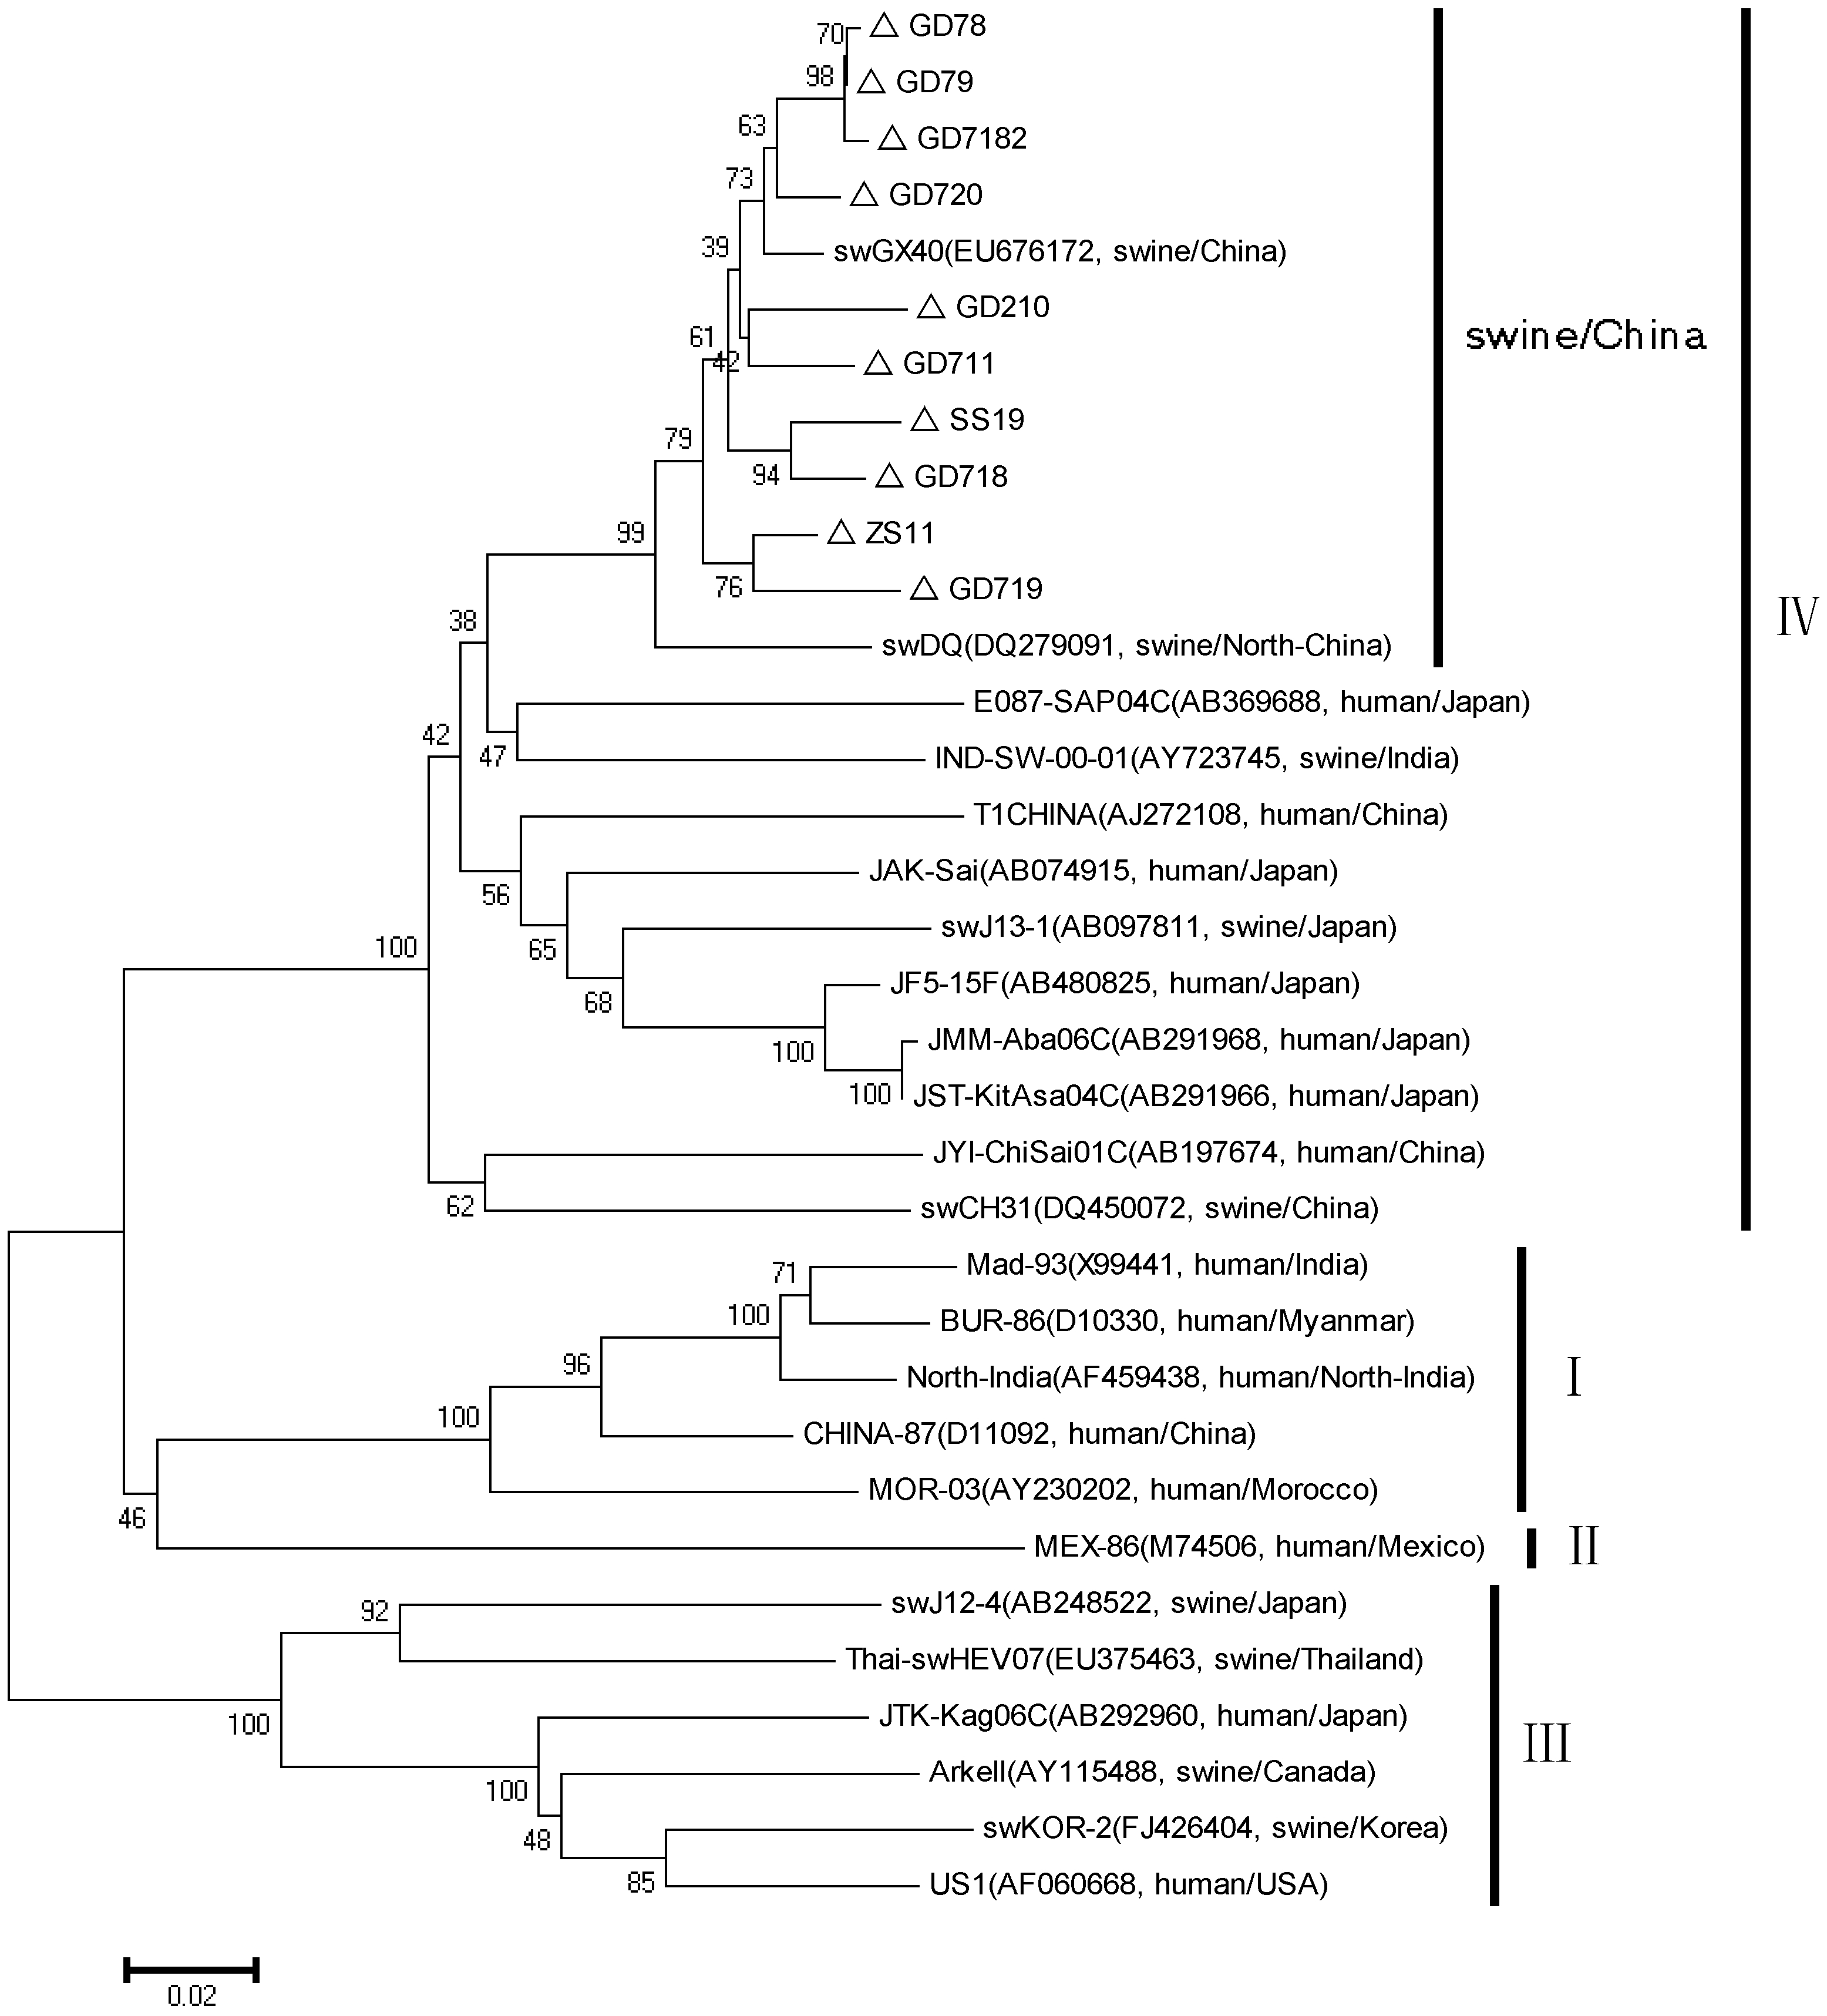 70
△ GD78
98
△ GD79
63
△ GD7182
73
△ GD720
39
swGX40(EU676172, swine/China)
△ GD210
swine/China
61
42
△ GD711
△ SS19
79
94
△ GD718
99
△ ZS11
76
△ GD719
IV
38
swDQ(DQ279091, swine/North-China)
E087-SAP04C(AB369688, human/Japan)
42
47
IND-SW-00-01(AY723745, swine/India)
T1CHINA(AJ272108, human/China)
JAK-Sai(AB074915, human/Japan)
56
swJ13-1(AB097811, swine/Japan)
100
65
JF5-15F(AB480825, human/Japan)
68
JMM-Aba06C(AB291968, human/Japan)
100
100
JST-KitAsa04C(AB291966, human/Japan)
JYI-ChiSai01C(AB197674, human/China)
62
swCH31(DQ450072, swine/China)
Mad-93(X99441, human/India)
71
100
BUR-86(D10330, human/Myanmar)
96
North-India(AF459438, human/North-India)
I
100
CHINA-87(D11092, human/China)
MOR-03(AY230202, human/Morocco)
46
MEX-86(M74506, human/Mexico)
II
92
swJ12-4(AB248522, swine/Japan)
Thai-swHEV07(EU375463, swine/Thailand)
100
JTK-Kag06C(AB292960, human/Japan)
III
Arkell(AY115488, swine/Canada)
100
swKOR-2(FJ426404, swine/Korea)
48
85
US1(AF060668, human/USA)
0.02